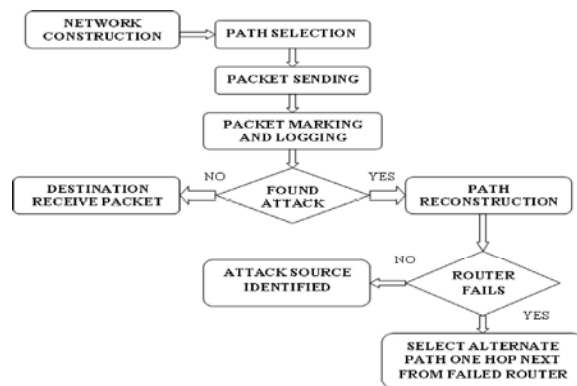 NETWORK
CONSTRUCTION
PATH SELECTION
PACKET SENDING
PACKET MARKING
AND LOGGING
NO
YES
DESTINATION
RECEIVE PACKET
FOUND
ATTACK
PATH
RECONSTRUCTION
NO
ATTACK SOURCE
IDENTIFIED
ROUTER
FAILS
YES
SELECT ALTERNATE
PATH ONE HOP NEXT
FROM FAILED ROUTER